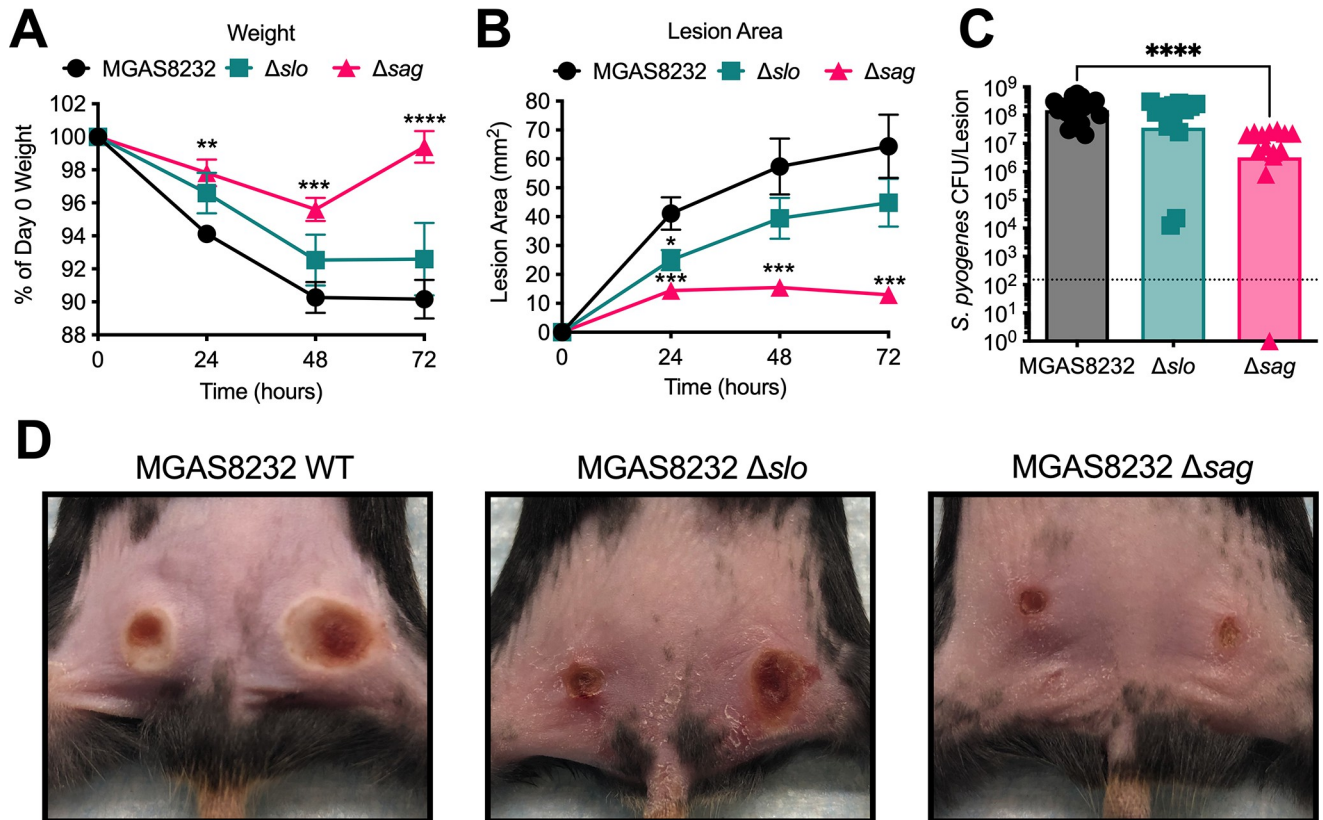 A
Weight
MGAS8232 Δslo Δsag
102
100
98
96
94
92
90
88
% of Day 0 Weight
**
***
****
0 24 48 72
Time (hours)
B
Lesion Area
MGAS8232 Δslo Δsag
80
70
60
50
40
30
20
10
0
Lesion Area (mm²)
*
***
***
***
0 24 48 72
Time (hours)
C
****
10⁹
10⁸
10⁷
10⁶
10⁵
10⁴
10³
10²
10¹
10⁰
S. pyogenes CFU/Lesion
MGAS8232 Δslo Δsag
D
MGAS8232 WT
MGAS8232 Δslo
MGAS8232 Δsag